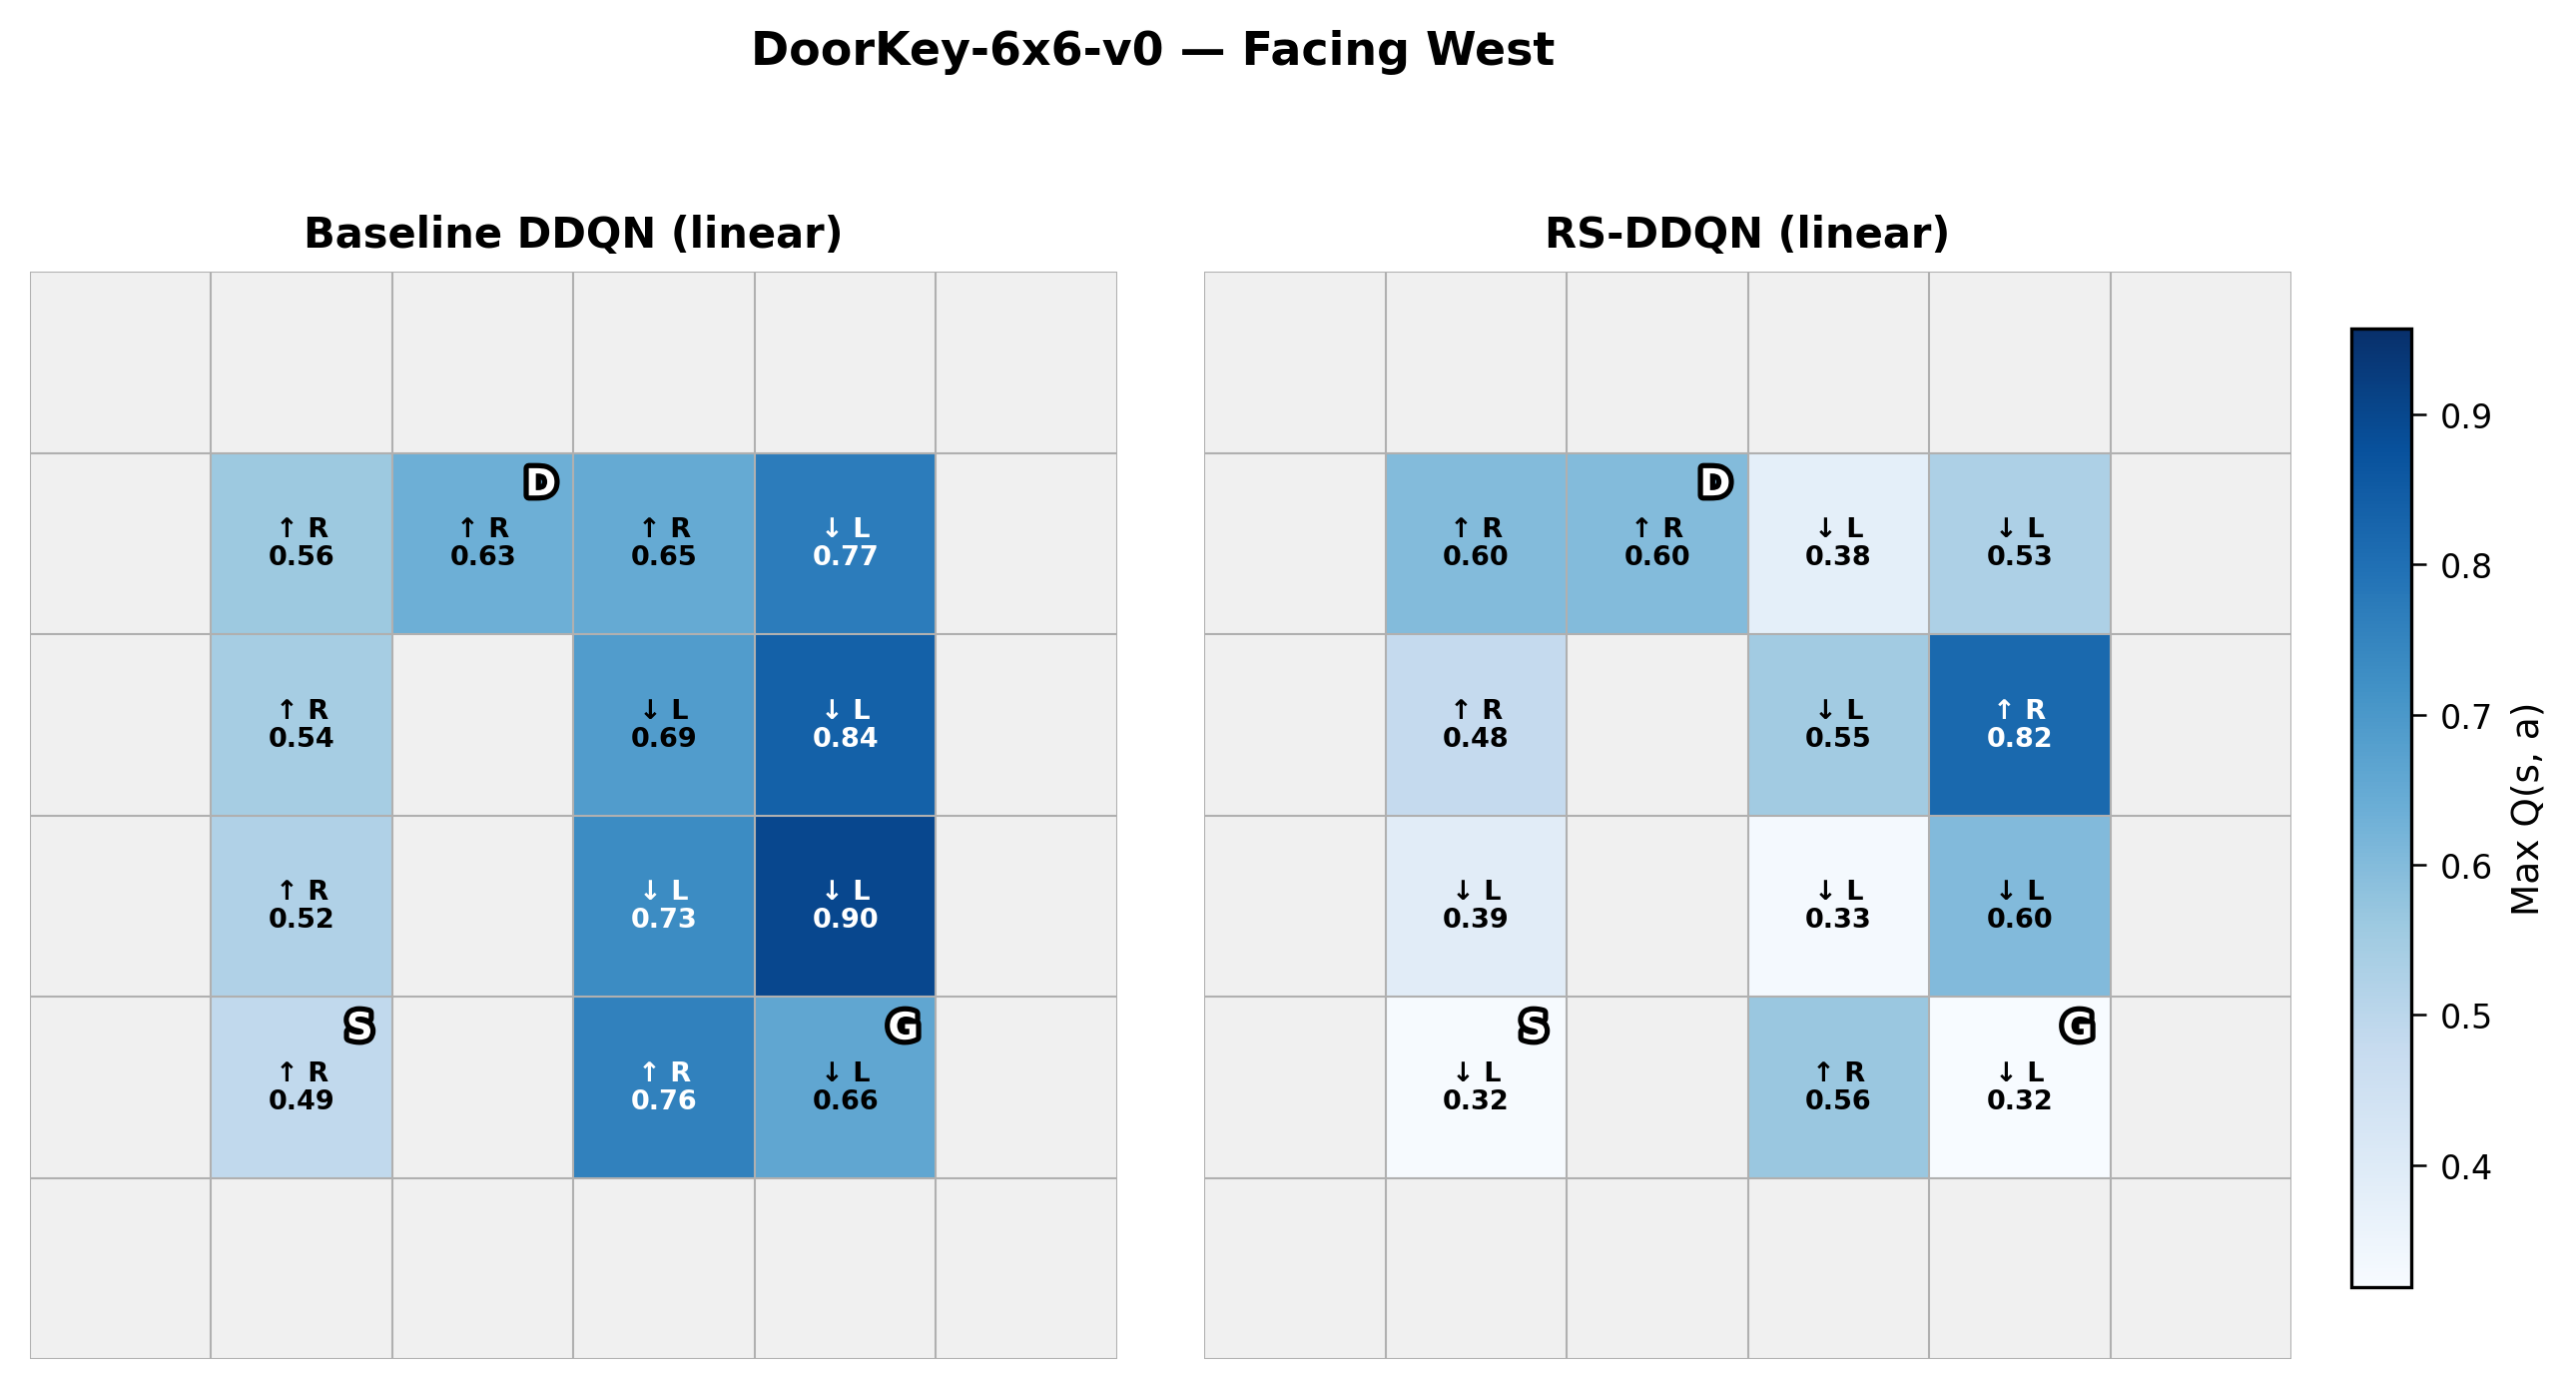 DoorKey-6x6-v0 — Facing West
Baseline DDQN (linear)
D
↑ R
0.56
↑ R
0.63
↑ R
0.65
↓ L
0.77
↑ R
0.54
↓ L
0.69
↓ L
0.84
↑ R
0.52
↓ L
0.73
↓ L
0.90
S
G
↑ R
0.49
↑ R
0.76
↓ L
0.66
RS-DDQN (linear)
D
↑ R
0.60
↑ R
0.60
↓ L
0.38
↓ L
0.53
↑ R
0.48
↓ L
0.55
↑ R
0.82
↓ L
0.39
↓ L
0.33
↓ L
0.60
S
G
↓ L
0.32
↑ R
0.56
↓ L
0.32
0.9
0.8
0.7
0.6
0.5
0.4
Max Q(s, a)